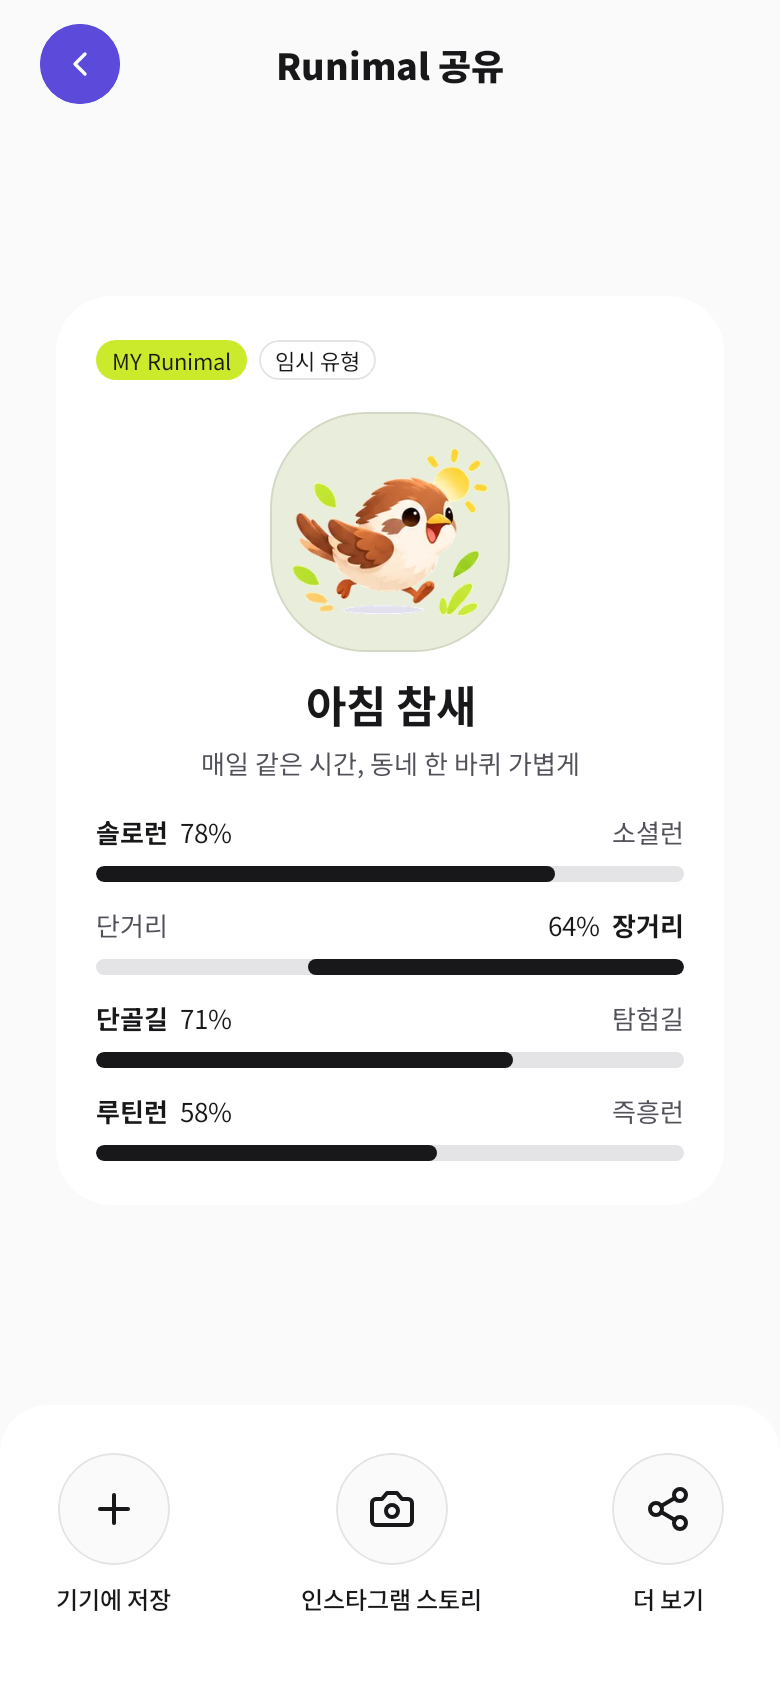 Runimal 공유
MY Runimal 임시 유형
아침 참새
매일 같은 시간, 동네 한 바퀴 가볍게
솔로런 78% 소셜런
단거리 64% 장거리
단골길 71% 탐험길
루틴런 58% 즉흥런
기기에 저장 인스타그램 스토리 더 보기